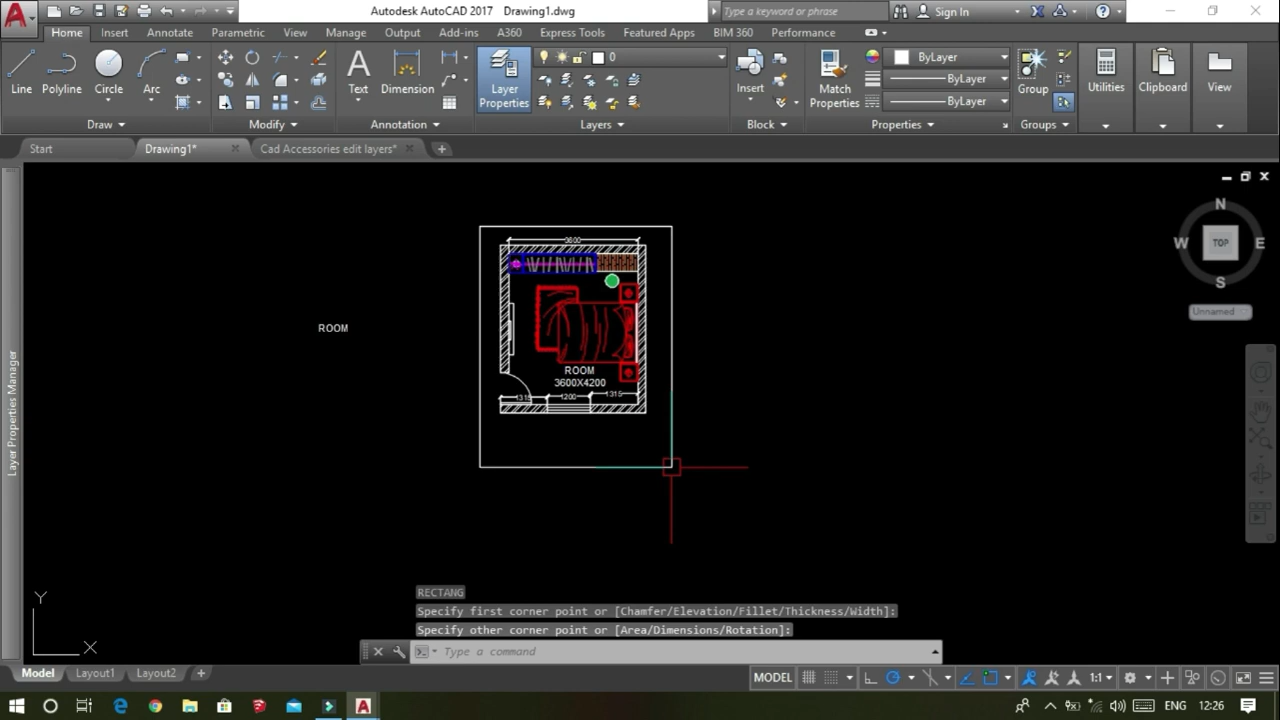 Autodesk AutoCAD 2017 Drawing1.dwg
Type a keyword or phrase
Sign In
Home Insert Annotate Parametric View Manage Output Add-ins A360 Express Tools Featured Apps BIM 360 Performance
0
ByLayer
ByLayer
ByLayer
Line Polyline Circle Arc
Text Dimension
Layer
Properties
Insert
Match
Properties
Group
Utilities Clipboard View
Draw Modify Annotation Layers Block Properties Groups
Start Drawing1* Cad Accessories edit layers*
N
W TOP E
S
Unnamed
3600
ROOM
ROOM
3600X4200
1315 1200 1315
Layer Properties Manager
Y
X
RECTANG
Specify first corner point or [Chamfer/Elevation/Fillet/Thickness/Width]:
Specify other corner point or [Area/Dimensions/Rotation]:
Type a command
Model Layout1 Layout2
MODEL
1:1
ENG 12:26